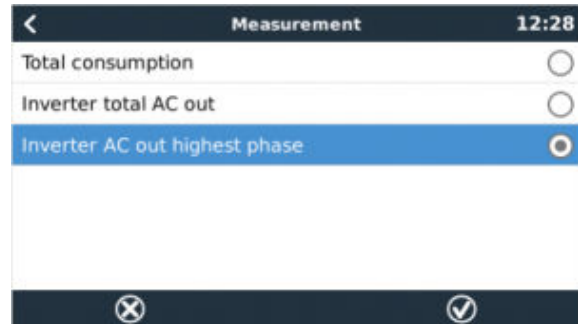 Measurement 12:28
Total consumption
Inverter total AC out
Inverter AC out highest phase